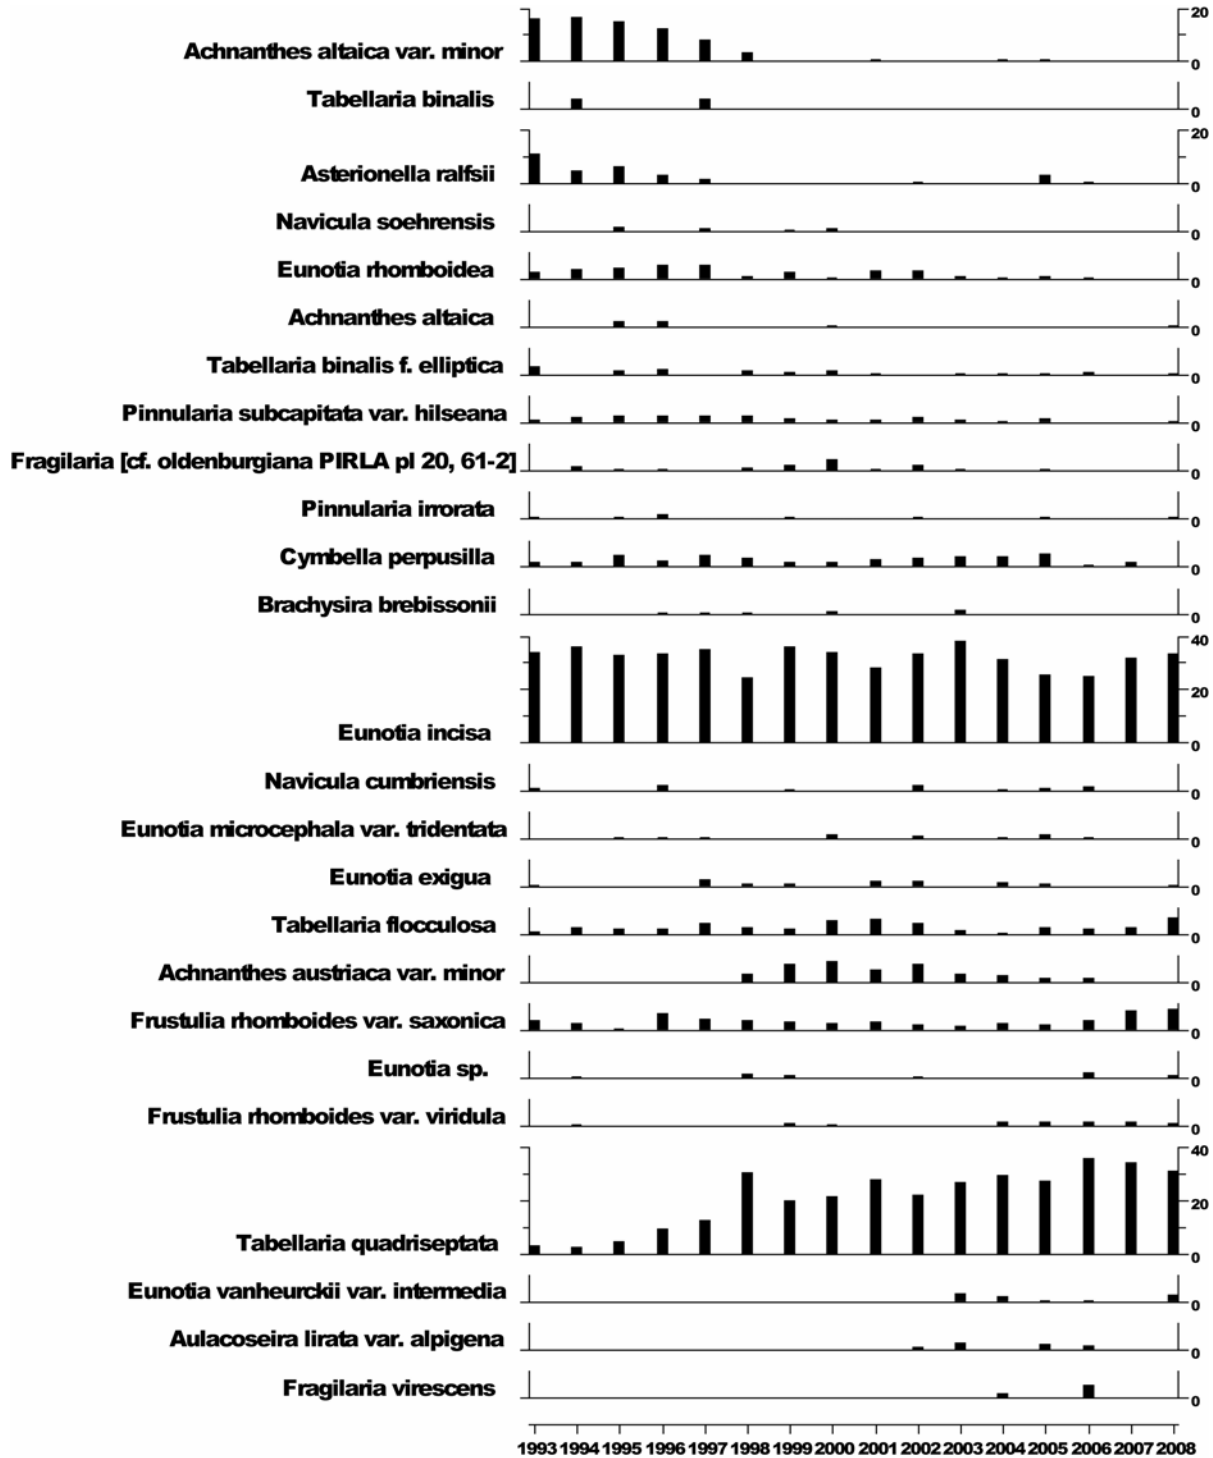 20
Achnanthes altaica var. minor
0
Tabellaria binalis
0
20
Asterionella ralfsii
0
Navicula soehrensis
0
Eunotia rhomboidea
0
Achnanthes altaica
0
Tabellaria binalis f. elliptica
0
Pinnularia subcapitata var. hilseana
0
Fragilaria [cf. oldenburgiana PIRLA pl 20, 61-2]
0
Pinnularia irrorata
0
Cymbella perpusilla
0
Brachysira brebissonii
0
40
20
Eunotia incisa
0
Navicula cumbriensis
0
Eunotia microcephala var. tridentata
0
Eunotia exigua
0
Tabellaria flocculosa
0
Achnanthes austriaca var. minor
0
Frustulia rhomboides var. saxonica
0
Eunotia sp.
0
Frustulia rhomboides var. viridula
0
40
20
Tabellaria quadriseptata
0
Eunotia vanheurckii var. intermedia
0
Aulacoseira lirata var. alpigena
0
Fragilaria virescens
0
1993 1994 1995 1996 1997 1998 1999 2000 2001 2002 2003 2004 2005 2006 2007 2008